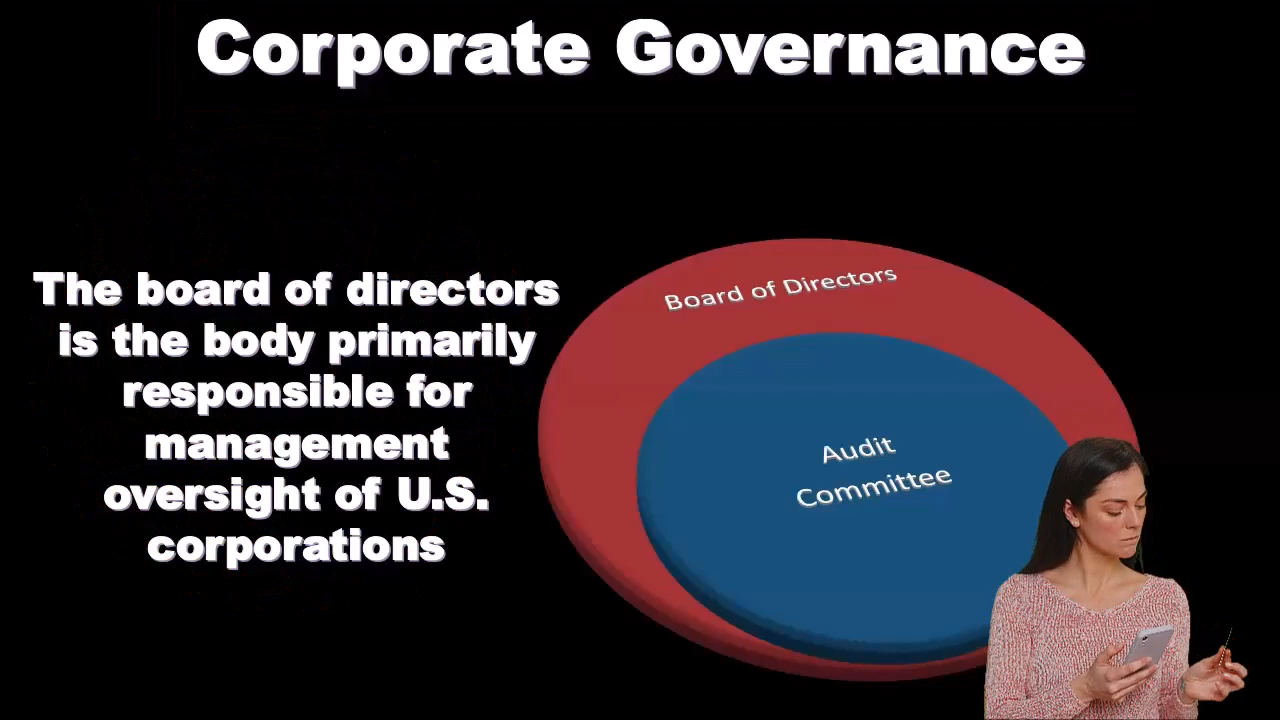 Corporate Governance
The board of directors
is the body primarily
responsible for
management
oversight of U.S.
corporations
Board of Directors
Audit
Committee